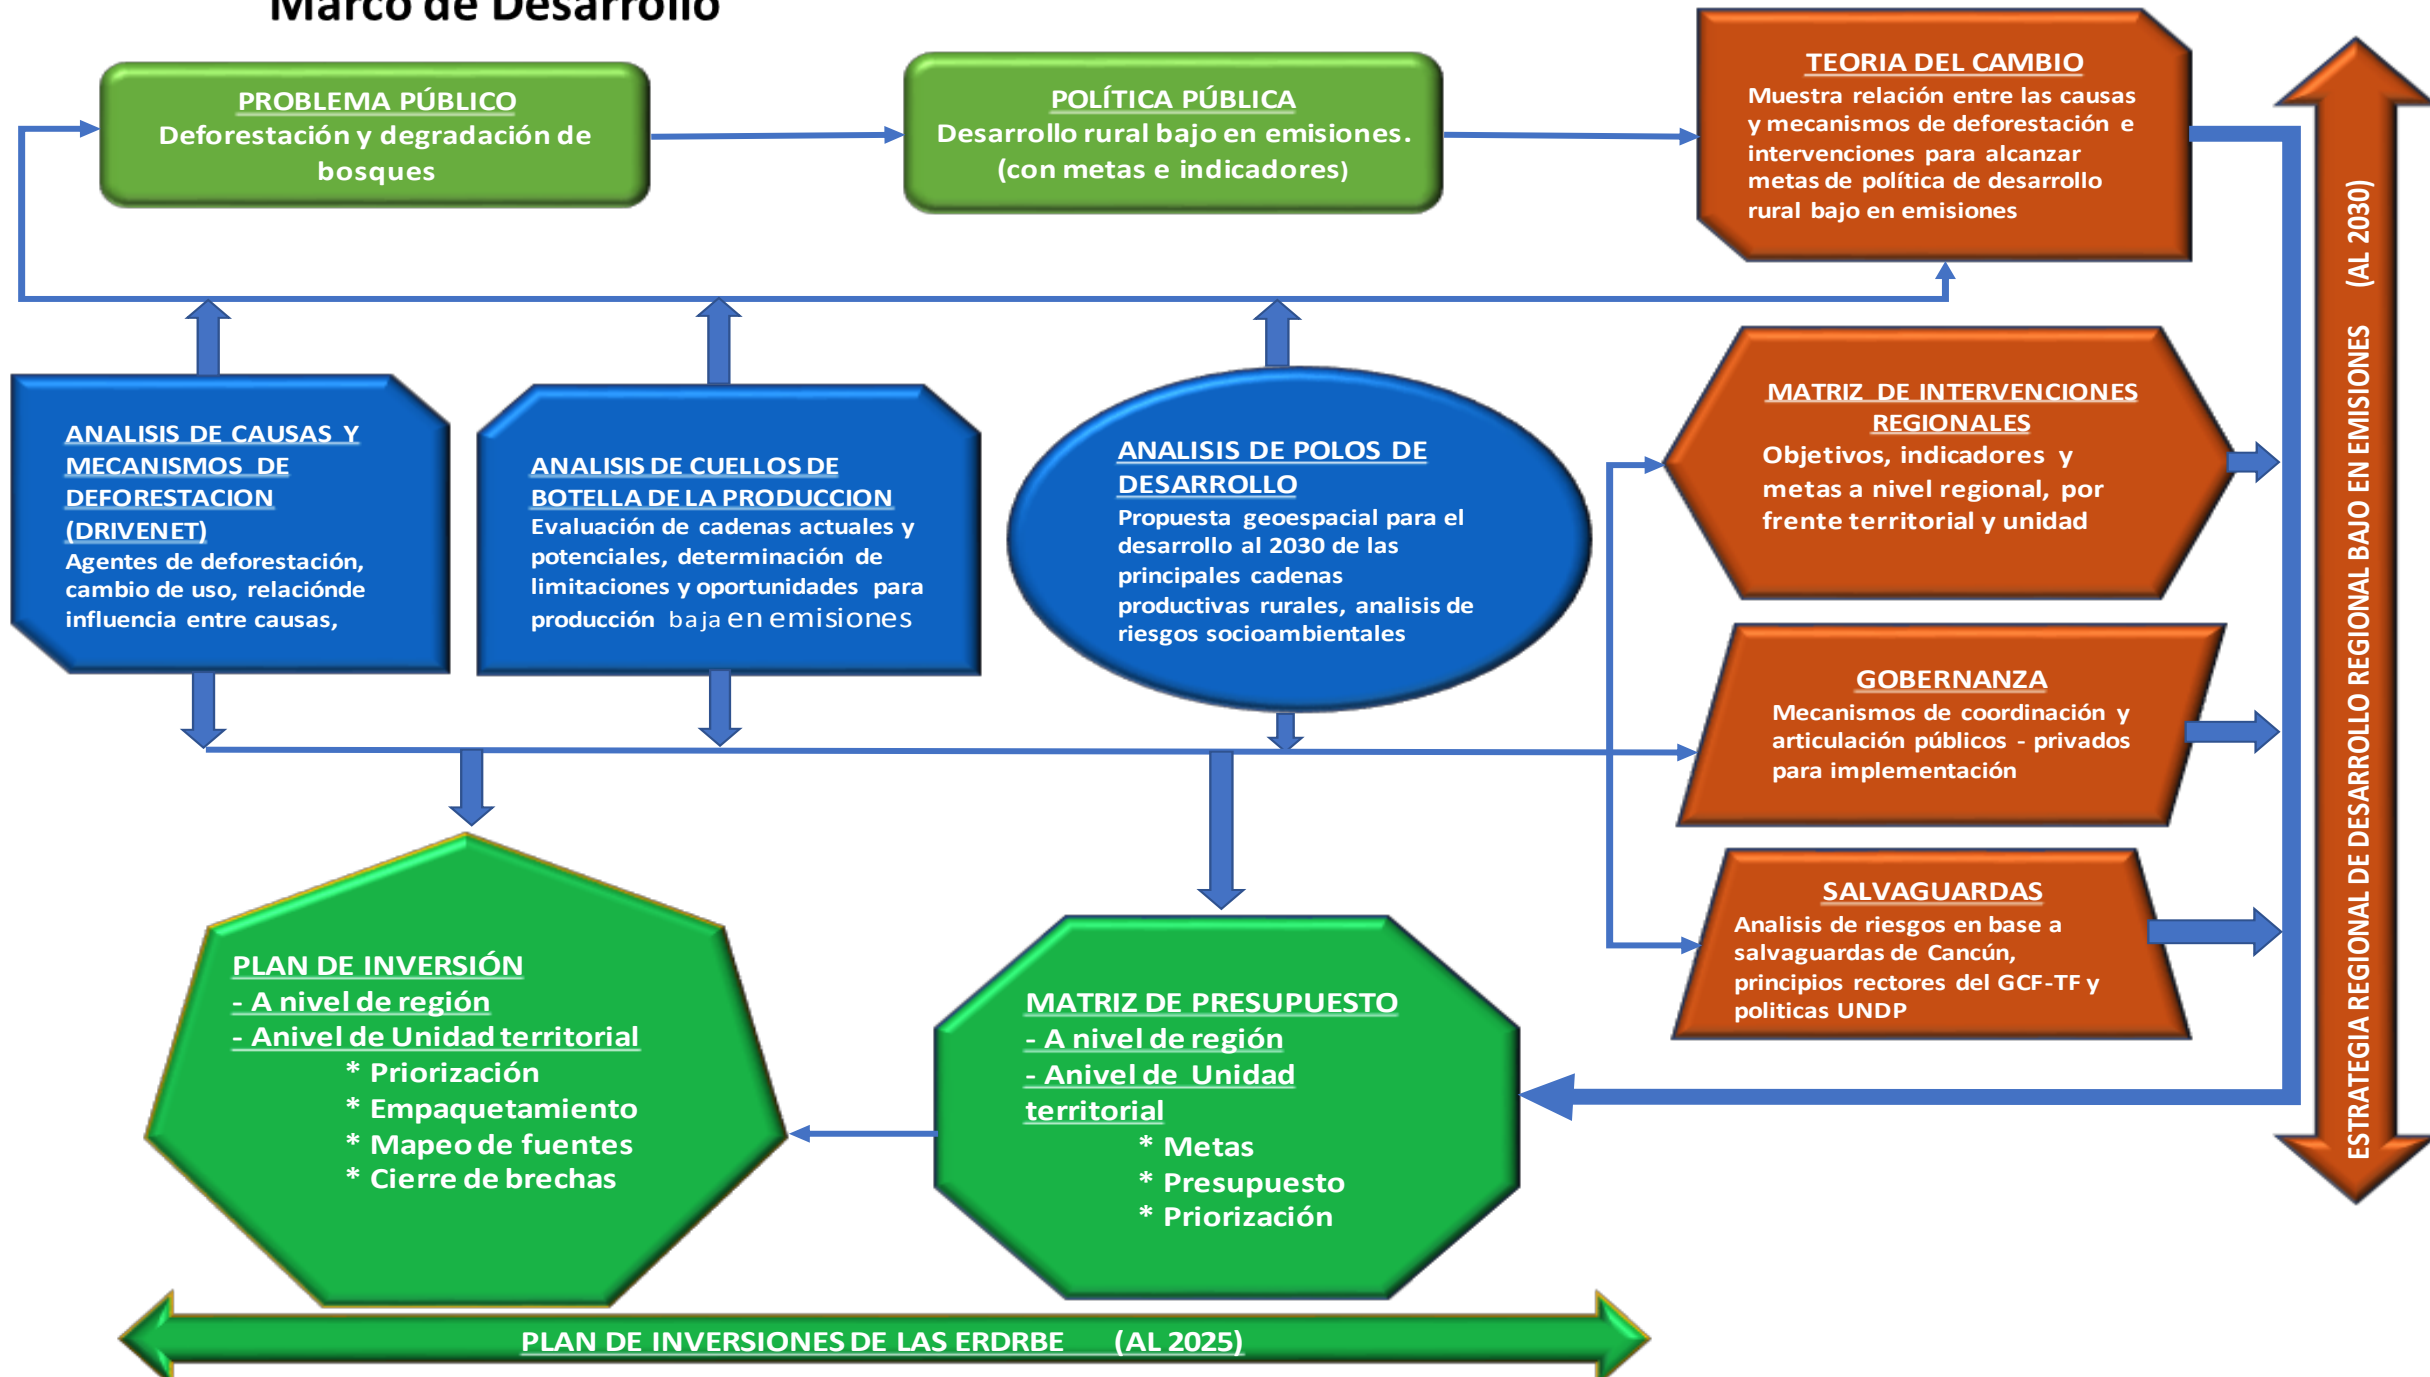 Marco de Desarrollo
PROBLEMA PÚBLICO
Deforestación y degradación de
bosques
POLÍTICA PÚBLICA
Desarrollo rural bajo en emisiones.
(con metas e indicadores)
TEORIA DEL CAMBIO
Muestra relación entre las causas
y mecanismos de deforestación e
intervenciones para alcanzar
metas de política de desarrollo
rural bajo en emisiones
ANALISIS DE CAUSAS Y
MECANISMOS DE
DEFORESTACION
(DRIVENET)
Agentes de deforestación,
cambio de uso, relaciónde
influencia entre causas,
ANALISIS DE CUELLOS DE
BOTELLA DE LA PRODUCCION
Evaluación de cadenas actuales y
potenciales, determinación de
limitaciones y oportunidades para
producción baja en emisiones
ANALISIS DE POLOS DE
DESARROLLO
Propuesta geoespacial para el
desarrollo al 2030 de las
principales cadenas
productivas rurales, analisis de
riesgos socioambientales
MATRIZ DE INTERVENCIONES
REGIONALES
Objetivos, indicadores y
metas a nivel regional, por
frente territorial y unidad
GOBERNANZA
Mecanismos de coordinación y
articulación públicos - privados
para implementación
SALVAGUARDAS
Analisis de riesgos en base a
salvaguardas de Cancún,
principios rectores del GCF-TF y
politicas UNDP
ESTRATEGIA REGIONAL DE DESARROLLO REGIONAL BAJO EN EMISIONES (AL 2030)
PLAN DE INVERSIÓN
- A nivel de región
- Anivel de Unidad territorial
* Priorización
* Empaquetamiento
* Mapeo de fuentes
* Cierre de brechas
MATRIZ DE PRESUPUESTO
- A nivel de región
- Anivel de Unidad
territorial
* Metas
* Presupuesto
* Priorización
PLAN DE INVERSIONES DE LAS ERDRBE (AL 2025)